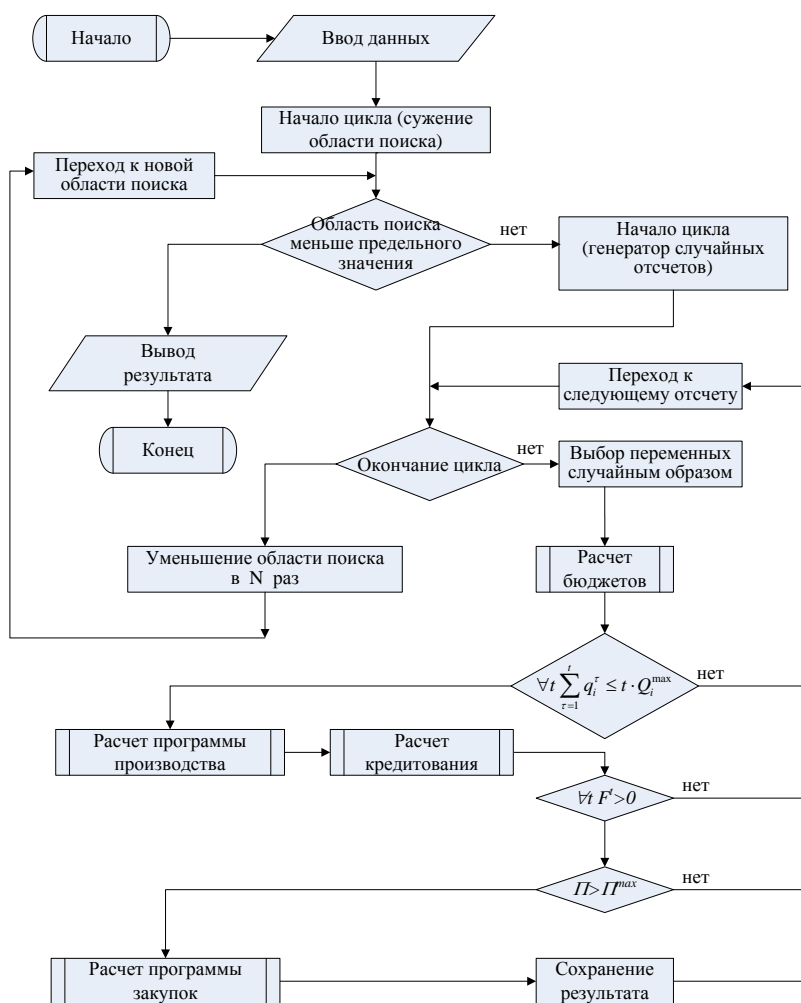 Начало
Ввод данных
Начало цикла (сужение
области поиска)
Переход к новой
области поиска
Область поиска
меньше предельного
значения
нет
Начало цикла
(генератор случайных
отсчетов)
Вывод
результата
Переход к
следующему отсчету
Конец
Окончание цикла
нет
Выбор переменных
случайным образом
Уменьшение области поиска
в N раз
Расчет
бюджетов
∀t ∑_{τ=1}^{t} q_i^τ ≤ t · Q_i^{max}
нет
Расчет программы
производства
Расчет
кредитования
∀t F^t>0
нет
П>П^{max}
нет
Расчет программы
закупок
Сохранение
результата